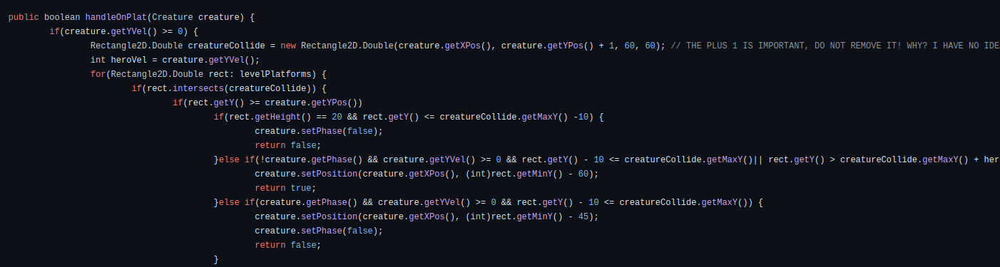 public boolean handleOnPlat(Creature creature) {
if(creature.getYVel() >= 0) {
Rectangle2D.Double creatureCollide = new Rectangle2D.Double(creature.getXPos(), creature.getYPos() + 1, 60, 60); // THE PLUS 1 IS IMPORTANT, DO NOT REMOVE IT! WHY? I HAVE NO
int heroVel = creature.getYVel();
for(Rectangle2D.Double rect: levelPlatforms) {
if(rect.intersects(creatureCollide)) {
if(rect.getY() >= creature.getYPos())
if(rect.getHeight() == 20 && rect.getY() <= creatureCollide.getMaxY() -10) {
creature.setPhase(false);
return false;
}else if(!creature.getPhase() && creature.getYVel() >= 0 && rect.getY() - 10 <= creatureCollide.getMaxY()|| rect.getY() > creatureCollide.getMaxY() + her
creature.setPosition(creature.getXPos(), (int)rect.getMinY() - 60);
return true;
}else if(creature.getPhase() && creature.getYVel() >= 0 && rect.getY() - 10 <= creatureCollide.getMaxY()) {
creature.setPosition(creature.getXPos(), (int)rect.getMinY() - 45);
creature.setPhase(false);
return false;
}